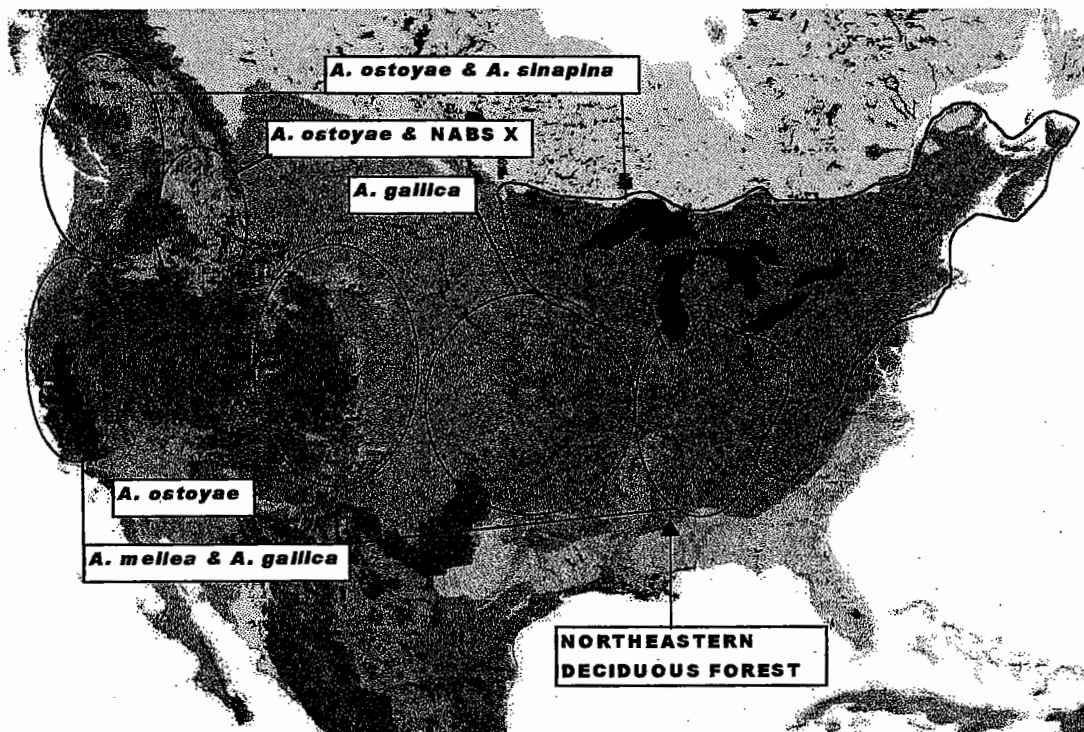 A. ostoyae & A. sinapina
A. ostoyae & NABS X
A. gallica
A. ostoyae
A. mellea & A. gallica
NORTHEASTERN
DECIDUOUS FOREST